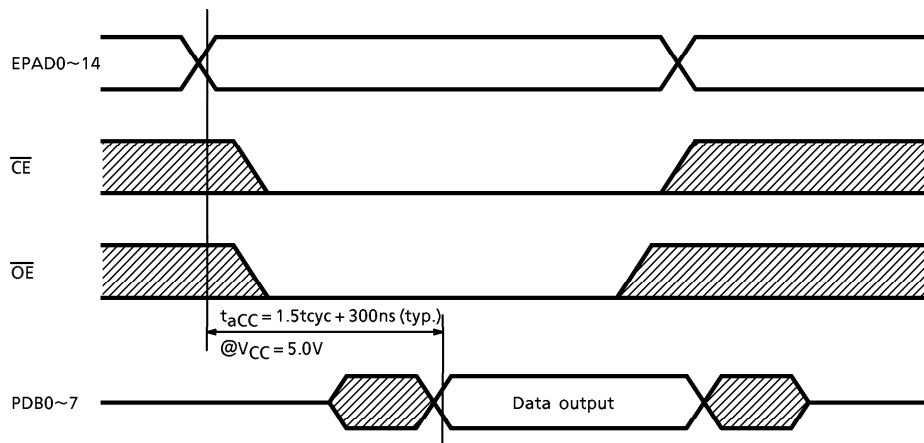 EPAD0~14
CE
OE
taCC = 1.5tcyc + 300ns (typ.)
@VCC = 5.0V
PDB0~7
Data output